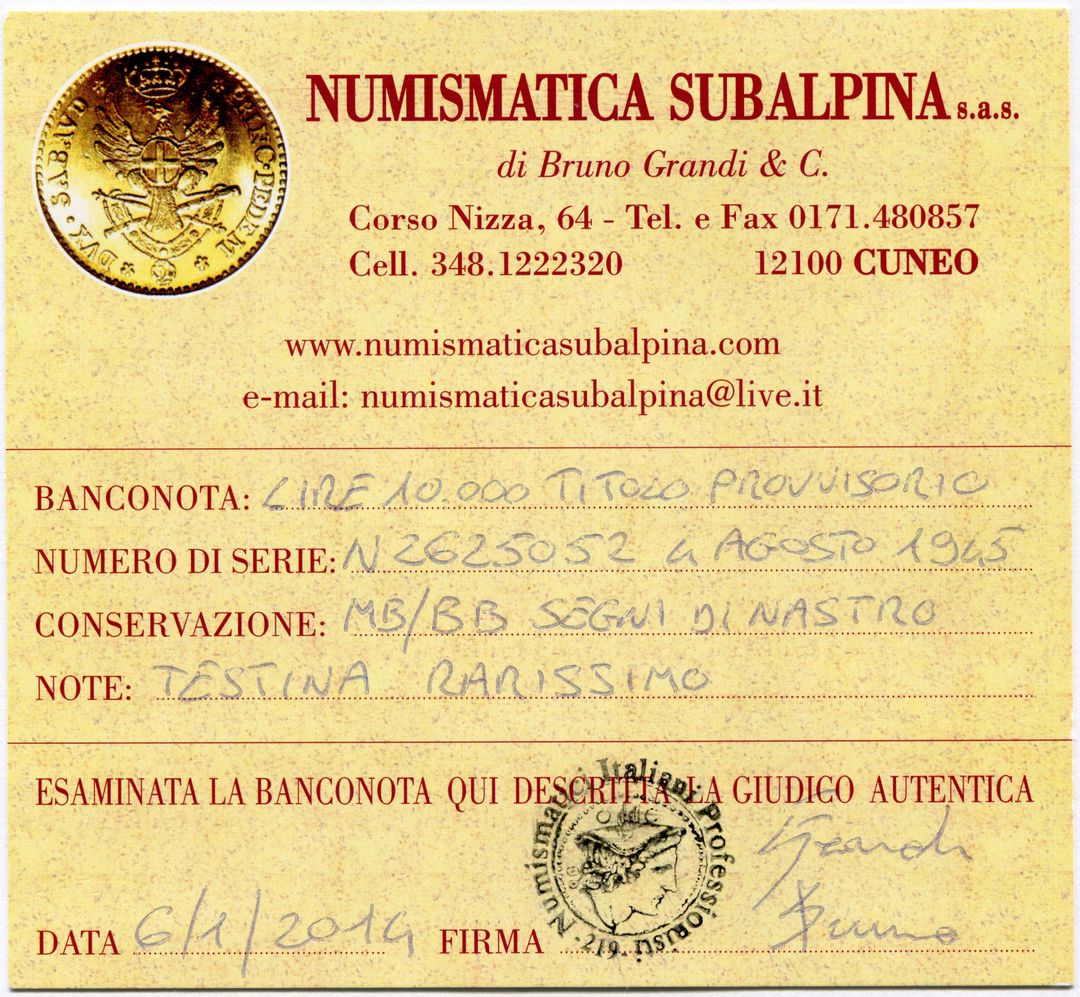 DVX·SABAVD PRINC·PEDEM
NUMISMATICA SUBALPINA s.a.s.
di Bruno Grandi & C.
Corso Nizza, 64 - Tel. e Fax 0171.480857
Cell. 348.1222320 12100 CUNEO
www.numismaticasubalpina.com
e-mail: numismaticasubalpina@live.it
BANCONOTA: LIRE 10.000 TITOLO PROVVISORIO
NUMERO DI SERIE: N2625052 4 AGOSTO 1945
CONSERVAZIONE: MB/BB SEGNI DI NASTRO
NOTE: TESTINA RARISSIMO
ESAMINATA LA BANCONOTA QUI DESCRITTA LA GIUDICO AUTENTICA
Numismatici Italiani Professionisti
·219·
Grandi
Bruno
DATA 6/1/2014 FIRMA